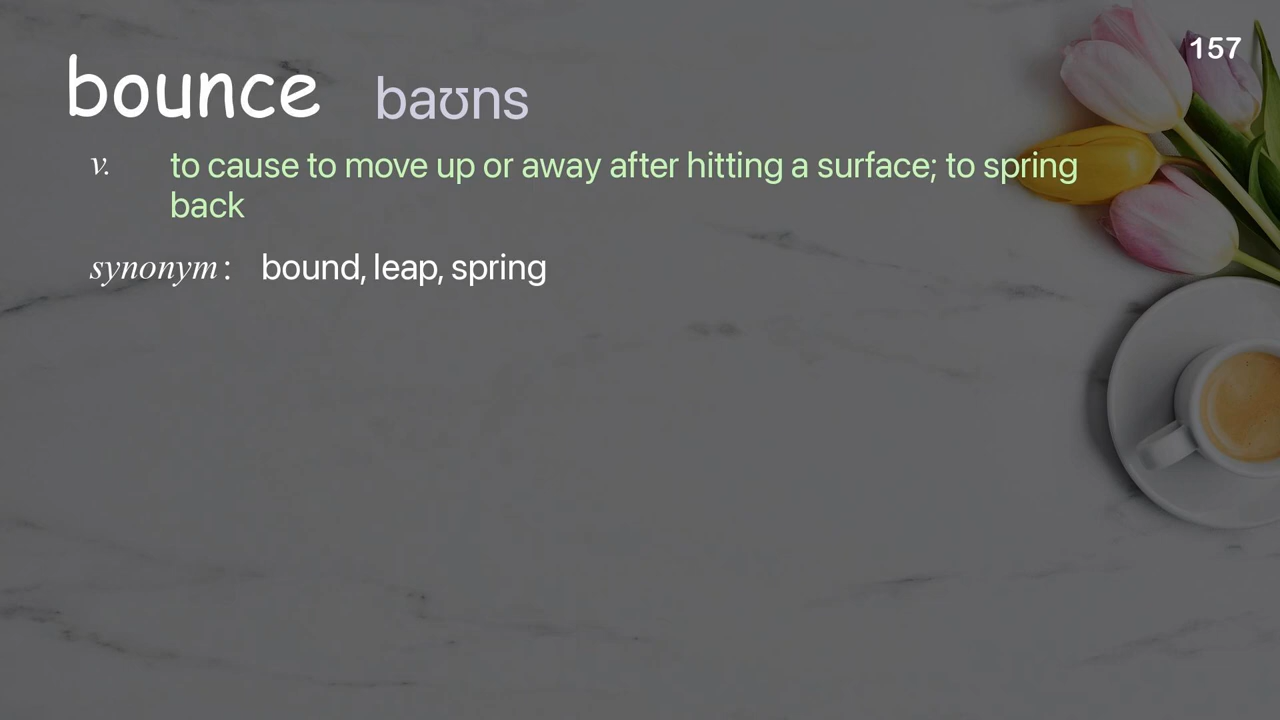 157
bounce baʊns
v. to cause to move up or away after hitting a surface; to spring
back
synonym: bound, leap, spring